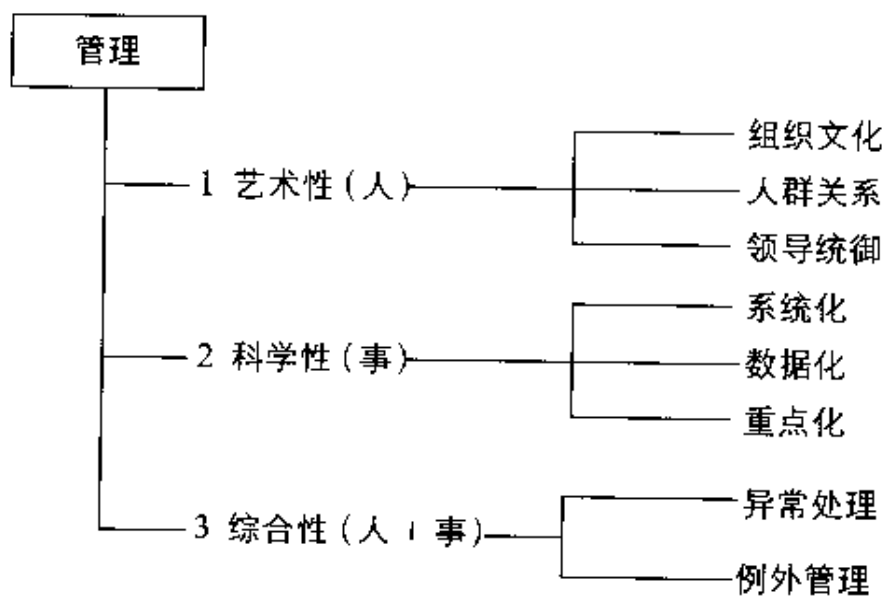 管理
1 艺术性(人)
组织文化
人群关系
领导统御
2 科学性(事)
系统化
数据化
重点化
3 综合性(人 事)
异常处理
例外管理